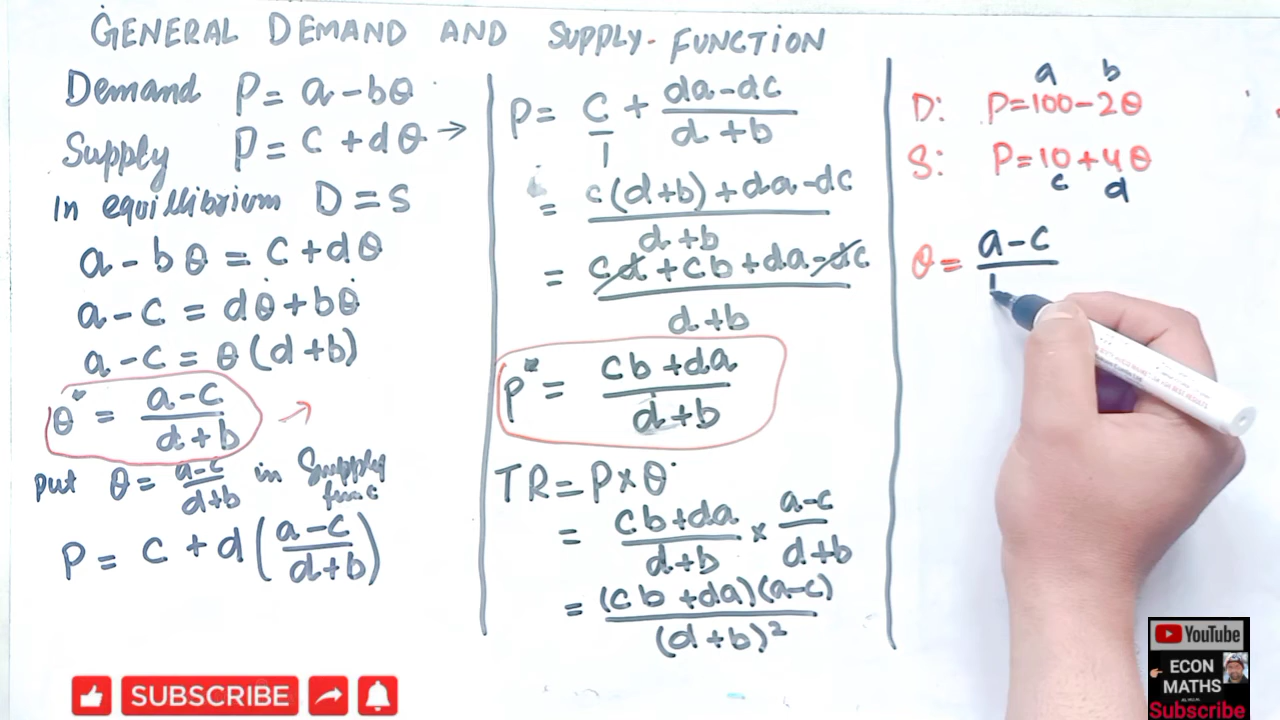 GENERAL DEMAND AND SUPPLY FUNCTION
Demand P = a - bθ
Supply P = c + dθ →
In equillibrium D = S
a - bθ = c + dθ
a - c = dθ + bθ
a - c = θ(d+b)
θ* = a-c / d+b
put θ = a-c / d+b in Supply func
P = c + d(a-c / d+b)
P = c/1 + da-dc / d+b
= c(d+b) + da-dc / d+b
= cd + cb + da - dc / d+b
P* = cb + da / d+b
TR = P × θ
= cb+da / d+b × a-c / d+b
= (cb + da)(a-c) / (d+b)²
a b
D: P=100-2θ
S: P=10+4θ
c d
θ = a-c
SUBSCRIBE
YouTube
ECON
MATHS
Subscribe